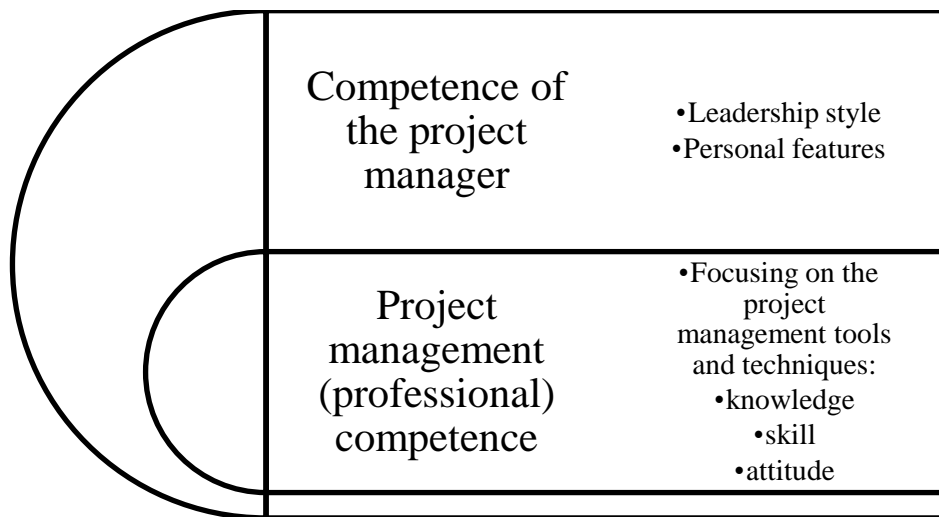 Competence of
the project
manager
•Leadership style
•Personal features
Project
management
(professional)
competence
•Focusing on the
project
management tools
and techniques:
•knowledge
•skill
•attitude